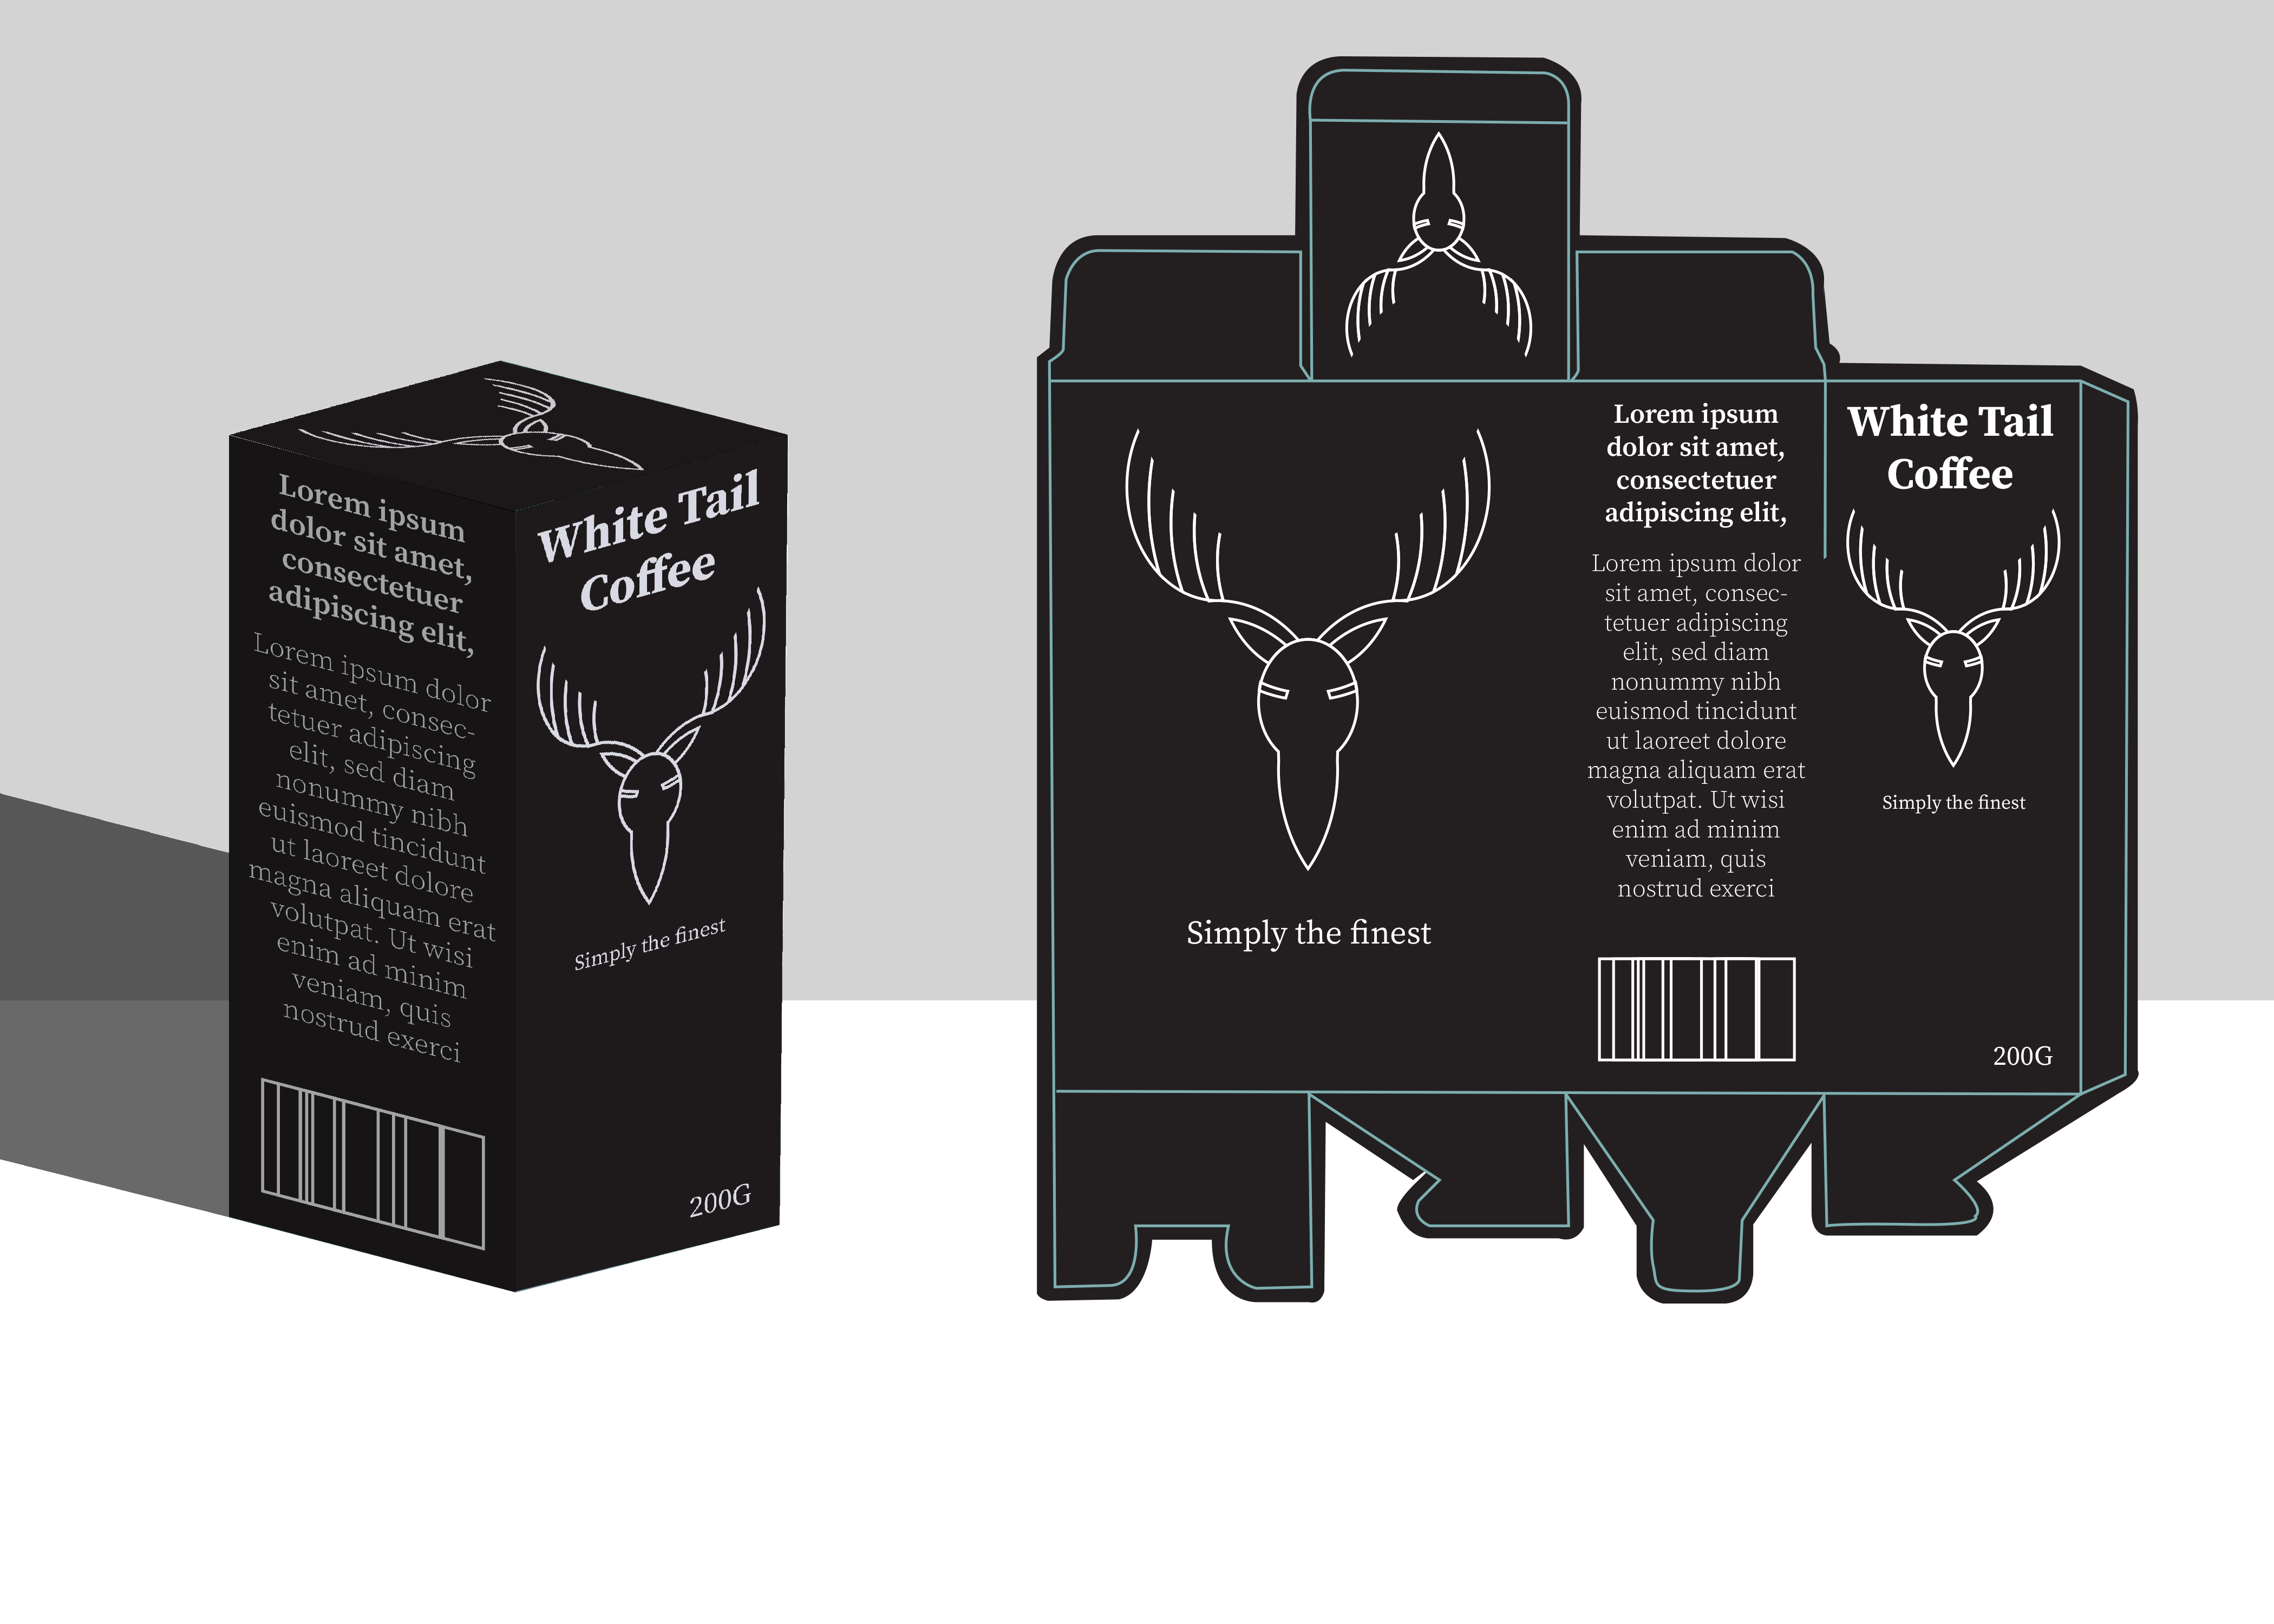 Lorem ipsum
dolor sit amet,
consectetuer
adipiscing elit,
Lorem ipsum dolor
sit amet, consec-
tetuer adipiscing
elit, sed diam
nonummy nibh
euismod tincidunt
ut laoreet dolore
magna aliquam erat
volutpat. Ut wisi
enim ad minim
veniam, quis
nostrud exerci
White Tail
Coffee
Simply the finest
200G
Simply the finest
Lorem ipsum
dolor sit amet,
consectetuer
adipiscing elit,
Lorem ipsum dolor
sit amet, consec-
tetuer adipiscing
elit, sed diam
nonummy nibh
euismod tincidunt
ut laoreet dolore
magna aliquam erat
volutpat. Ut wisi
enim ad minim
veniam, quis
nostrud exerci
White Tail
Coffee
Simply the finest
200G